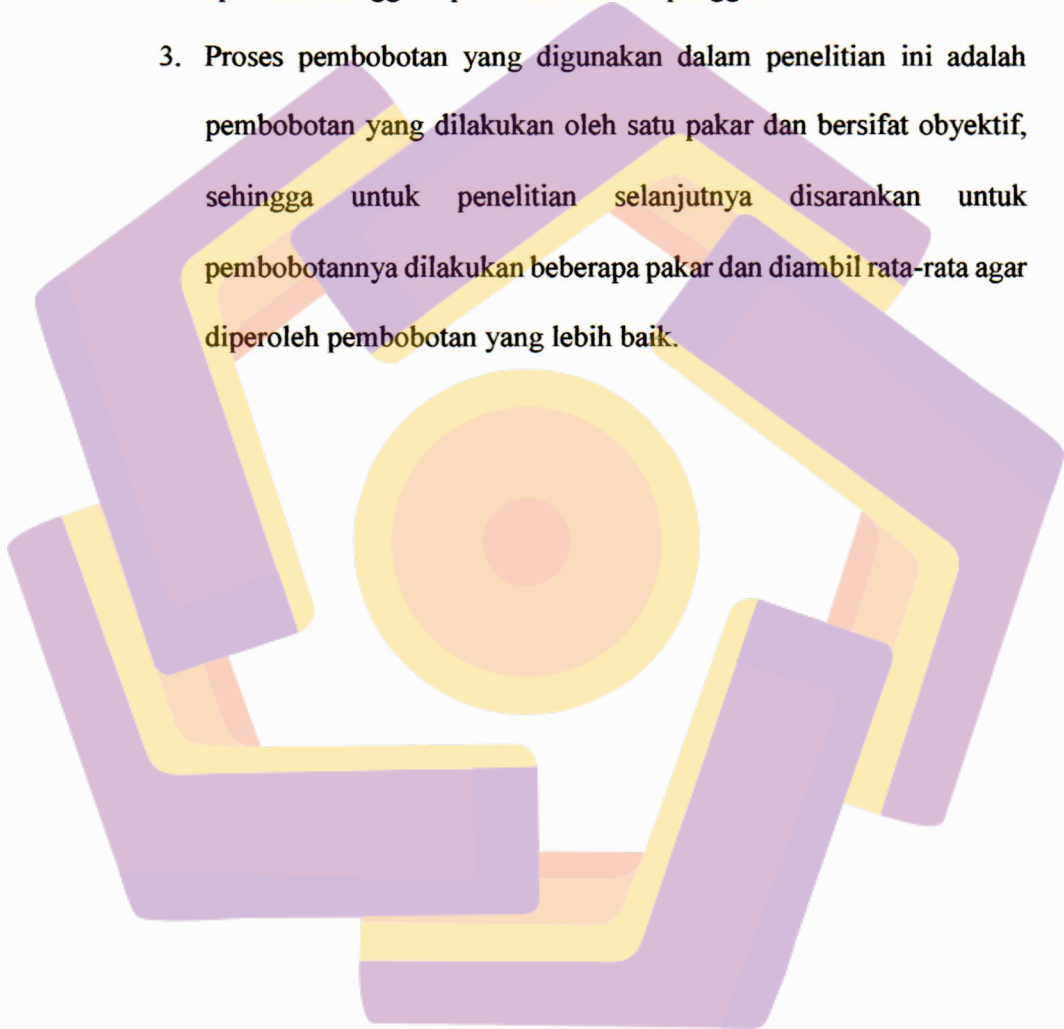 3. Proses pembobotan yang digunakan dalam penelitian ini adalah
pembobotan yang dilakukan oleh satu pakar dan bersifat obyektif,
sehingga untuk penelitian selanjutnya disarankan untuk
pembobotannya dilakukan beberapa pakar dan diambil rata-rata agar
diperoleh pembobotan yang lebih baik.